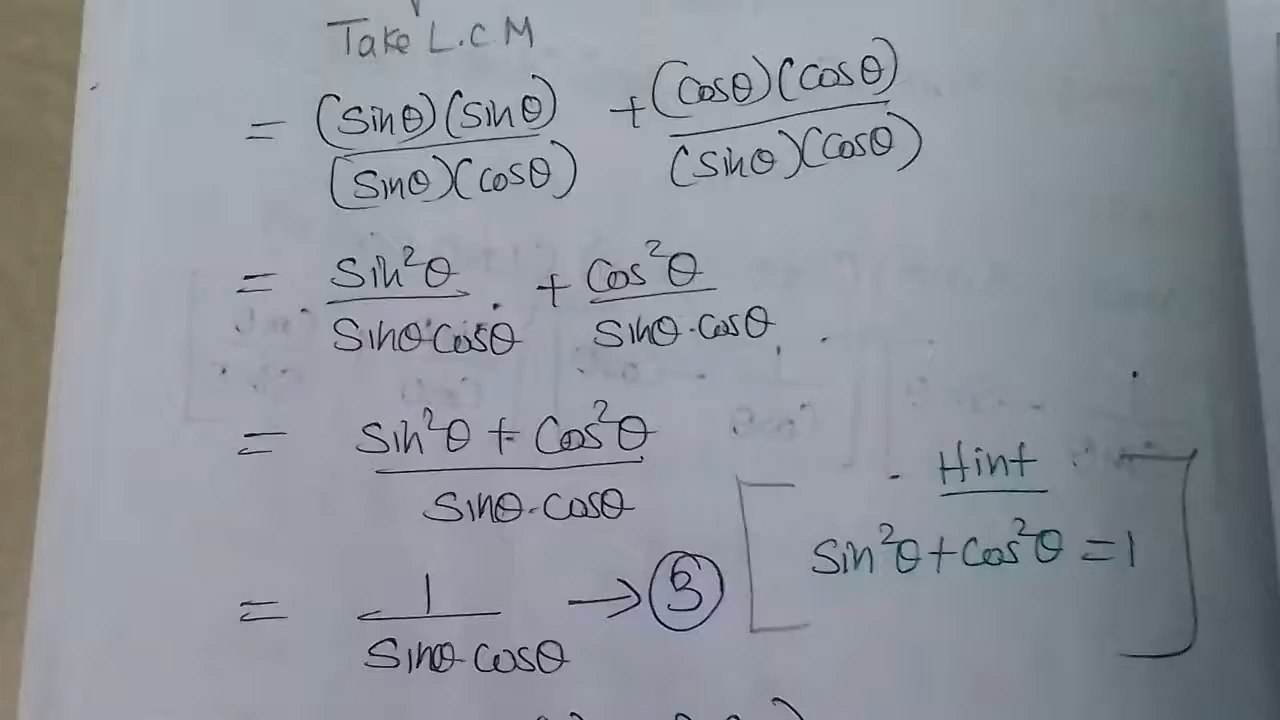 Take L.C M
= (Sinθ)(Sinθ)/(Sinθ)(Cosθ) + (Cosθ)(Cosθ)/(Sinθ)(Cosθ)
= Sin²θ/Sinθ·Cosθ + Cos²θ/Sinθ·Cosθ
= Sin²θ + Cos²θ/Sinθ·Cosθ
Hint
Sin²θ + Cos²θ = 1
= 1/Sinθ·Cosθ → ③